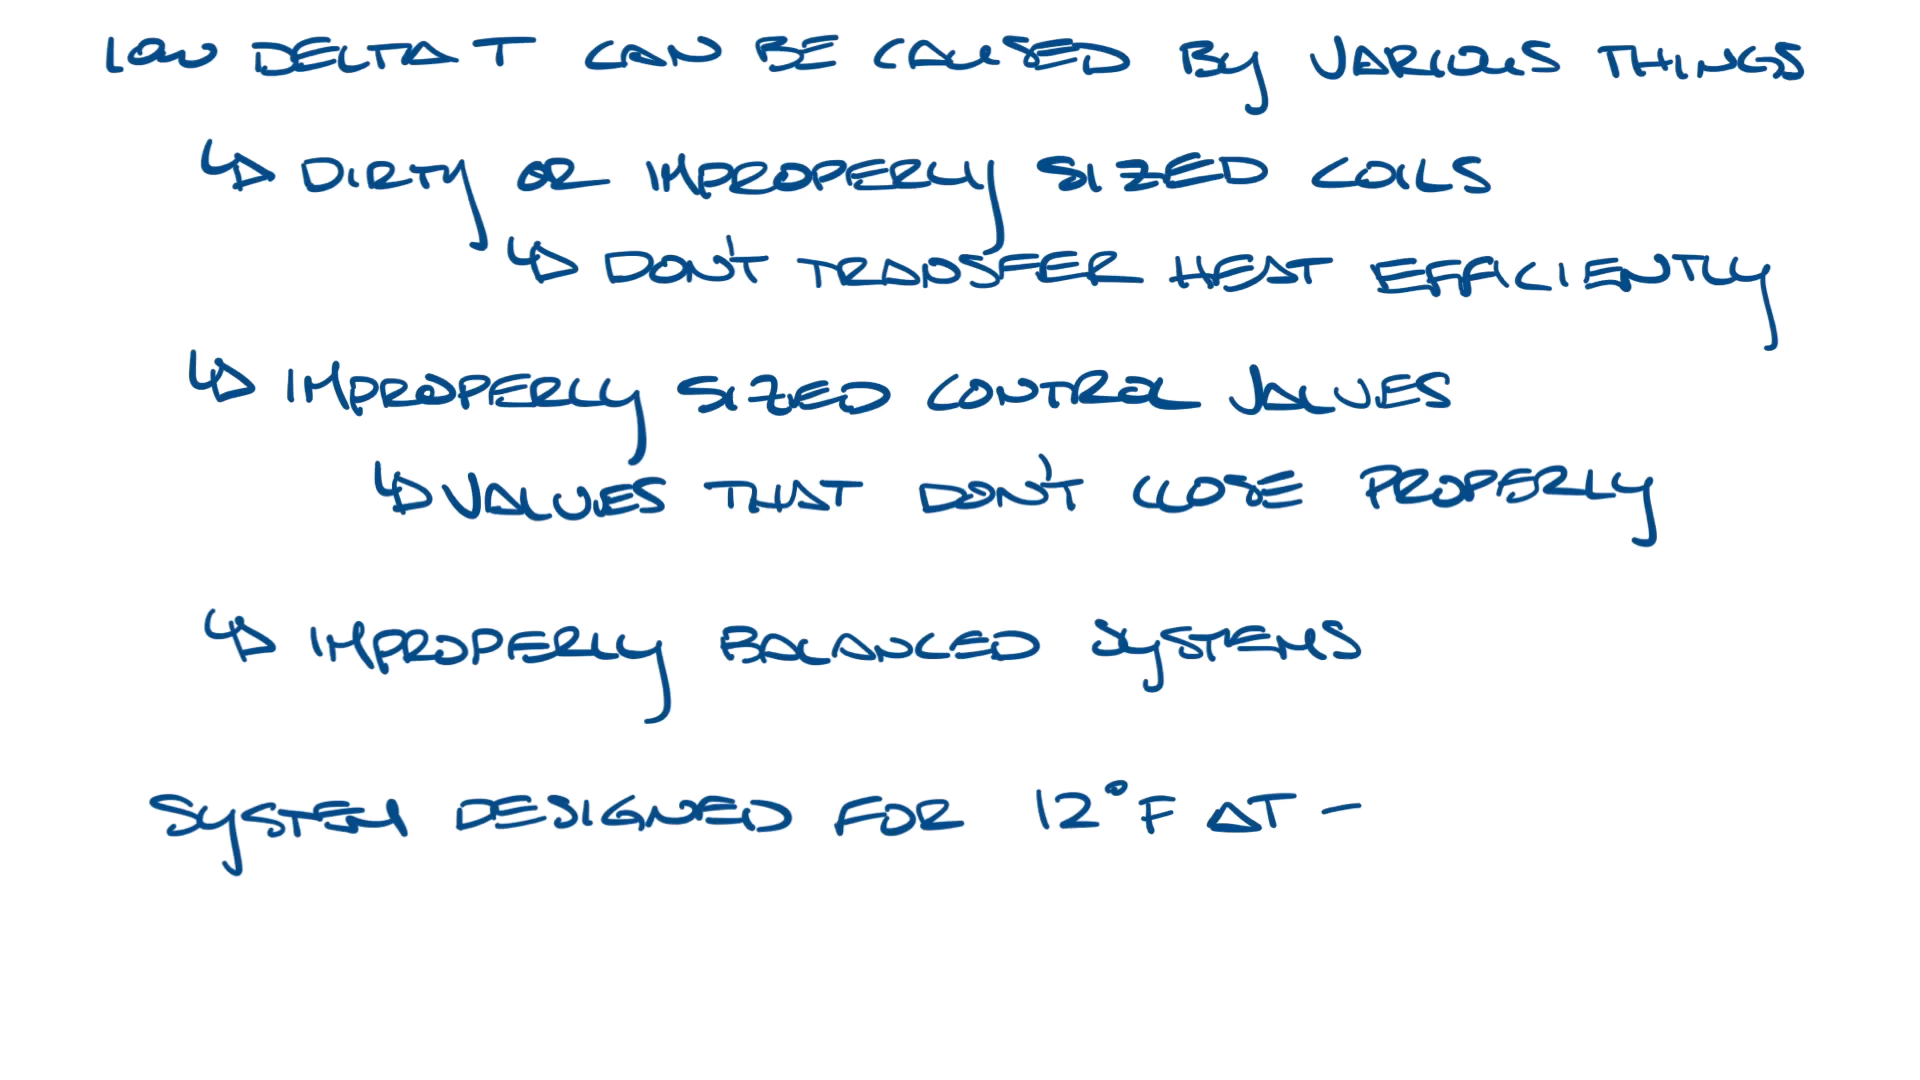 LOW DELTA T CAN BE CAUSED BY VARIOUS THINGS
↳ DIRTY OR IMPROPERLY SIZED COILS
↳ DON'T TRANSFER HEAT EFFICIENTLY
↳ IMPROPERLY SIZED CONTROL VALVES
↳ VALVES THAT DON'T CLOSE PROPERLY
↳ IMPROPERLY BALANCED SYSTEMS
SYSTEM DESIGNED FOR 12°F ΔT –